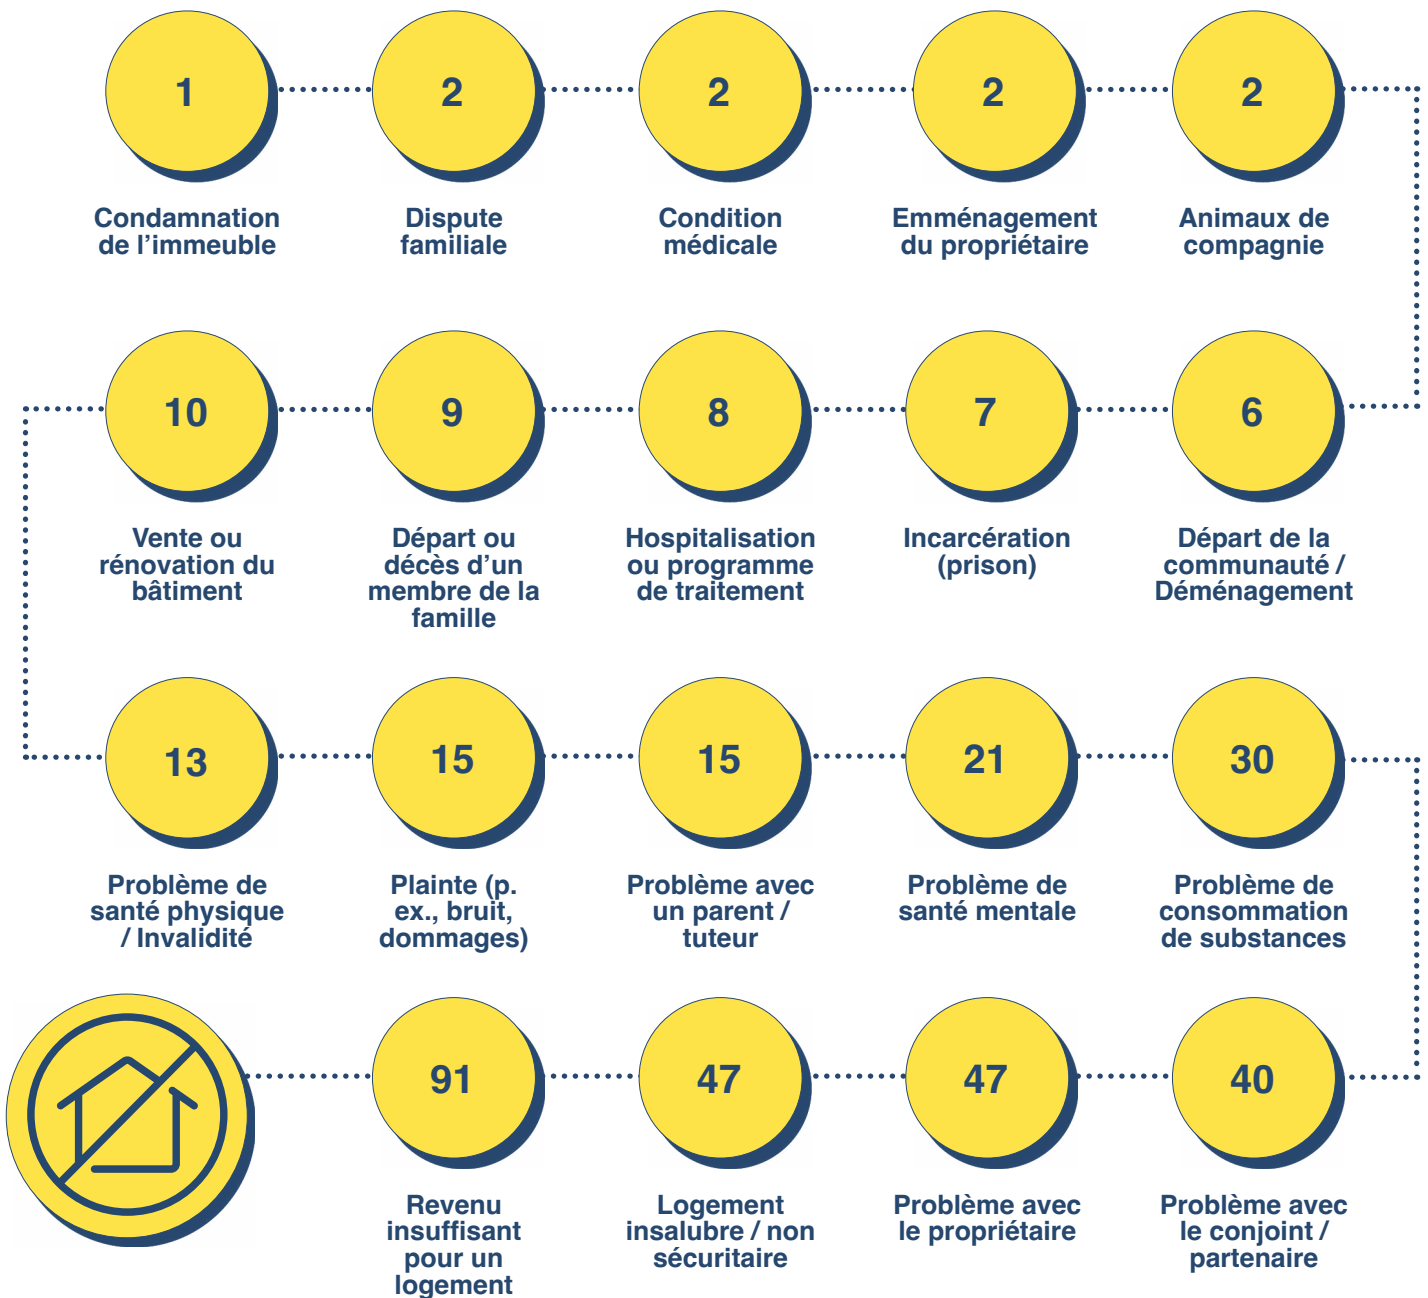 1
2
2
2
2
Condamnation
de l’immeuble
Dispute
familiale
Condition
médicale
Emménagement
du propriétaire
Animaux de
compagnie
10
9
8
7
6
Vente ou
rénovation du
bâtiment
Départ ou
décès d’un
membre de la
famille
Hospitalisation
ou programme
de traitement
Incarcération
(prison)
Départ de la
communauté /
Déménagement
13
15
15
21
30
Problème de
santé physique
/ Invalidité
Plainte (p.
ex., bruit,
dommages)
Problème avec
un parent /
tuteur
Problème de
santé mentale
Problème de
consommation
de substances
91
47
47
40
Revenu
insuffisant
pour un
logement
Logement
insalubre / non
sécuritaire
Problème avec
le propriétaire
Problème avec
le conjoint /
partenaire